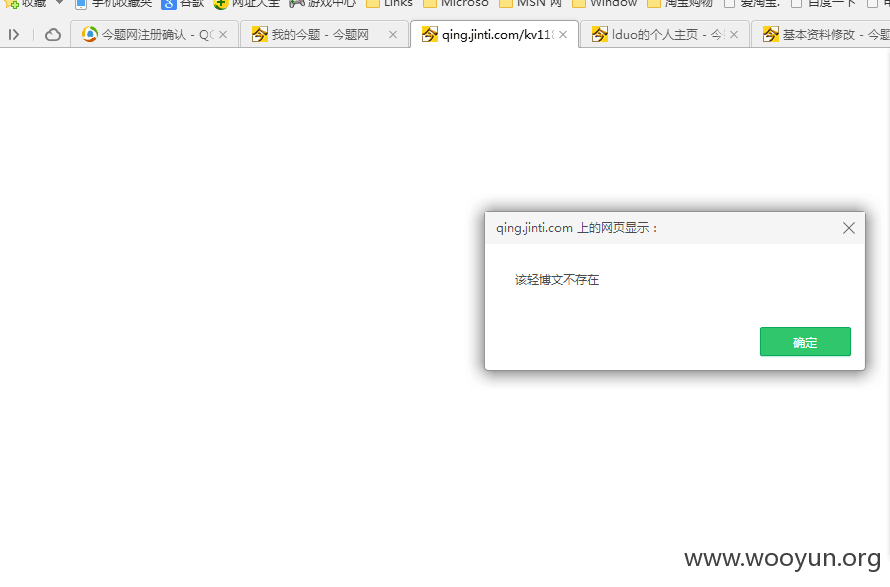 收藏 手机收藏夹 谷歌 网址大全 游戏中心 Links Microso MSN 网 Window 淘宝购物 爱淘宝. 百度一下
今题网注册确认 - QQ 我的今题 - 今题网 qing.jinti.com/kv118 lduo的个人主页 - 今 基本资料修改 - 今题
qing.jinti.com 上的网页显示：
该轻博文不存在
确定
www.wooyun.org